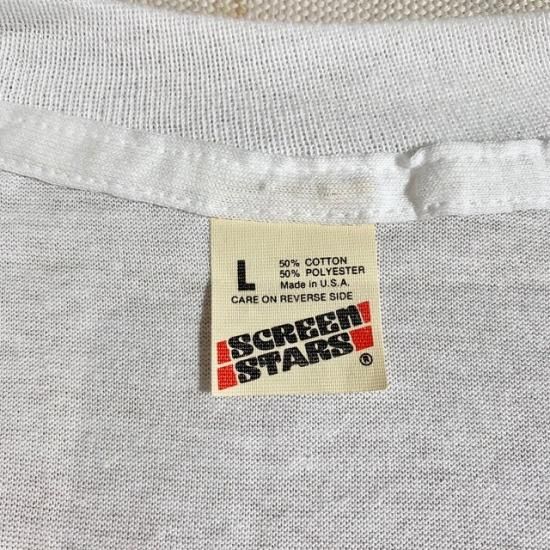 L
50% COTTON
50% POLYESTER
Made in U.S.A.
CARE ON REVERSE SIDE
SCREEN
STARS ®